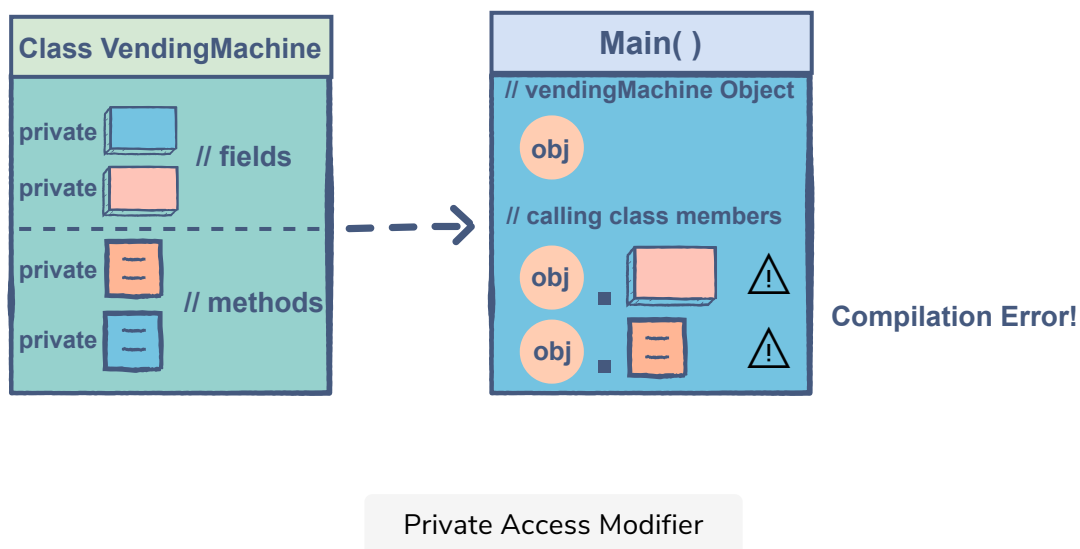 Class VendingMachine
private
// fields
private
private
// methods
private
Main( )
// vendingMachine Object
obj
// calling class members
obj .
!
obj .
!
Compilation Error!
Private Access Modifier